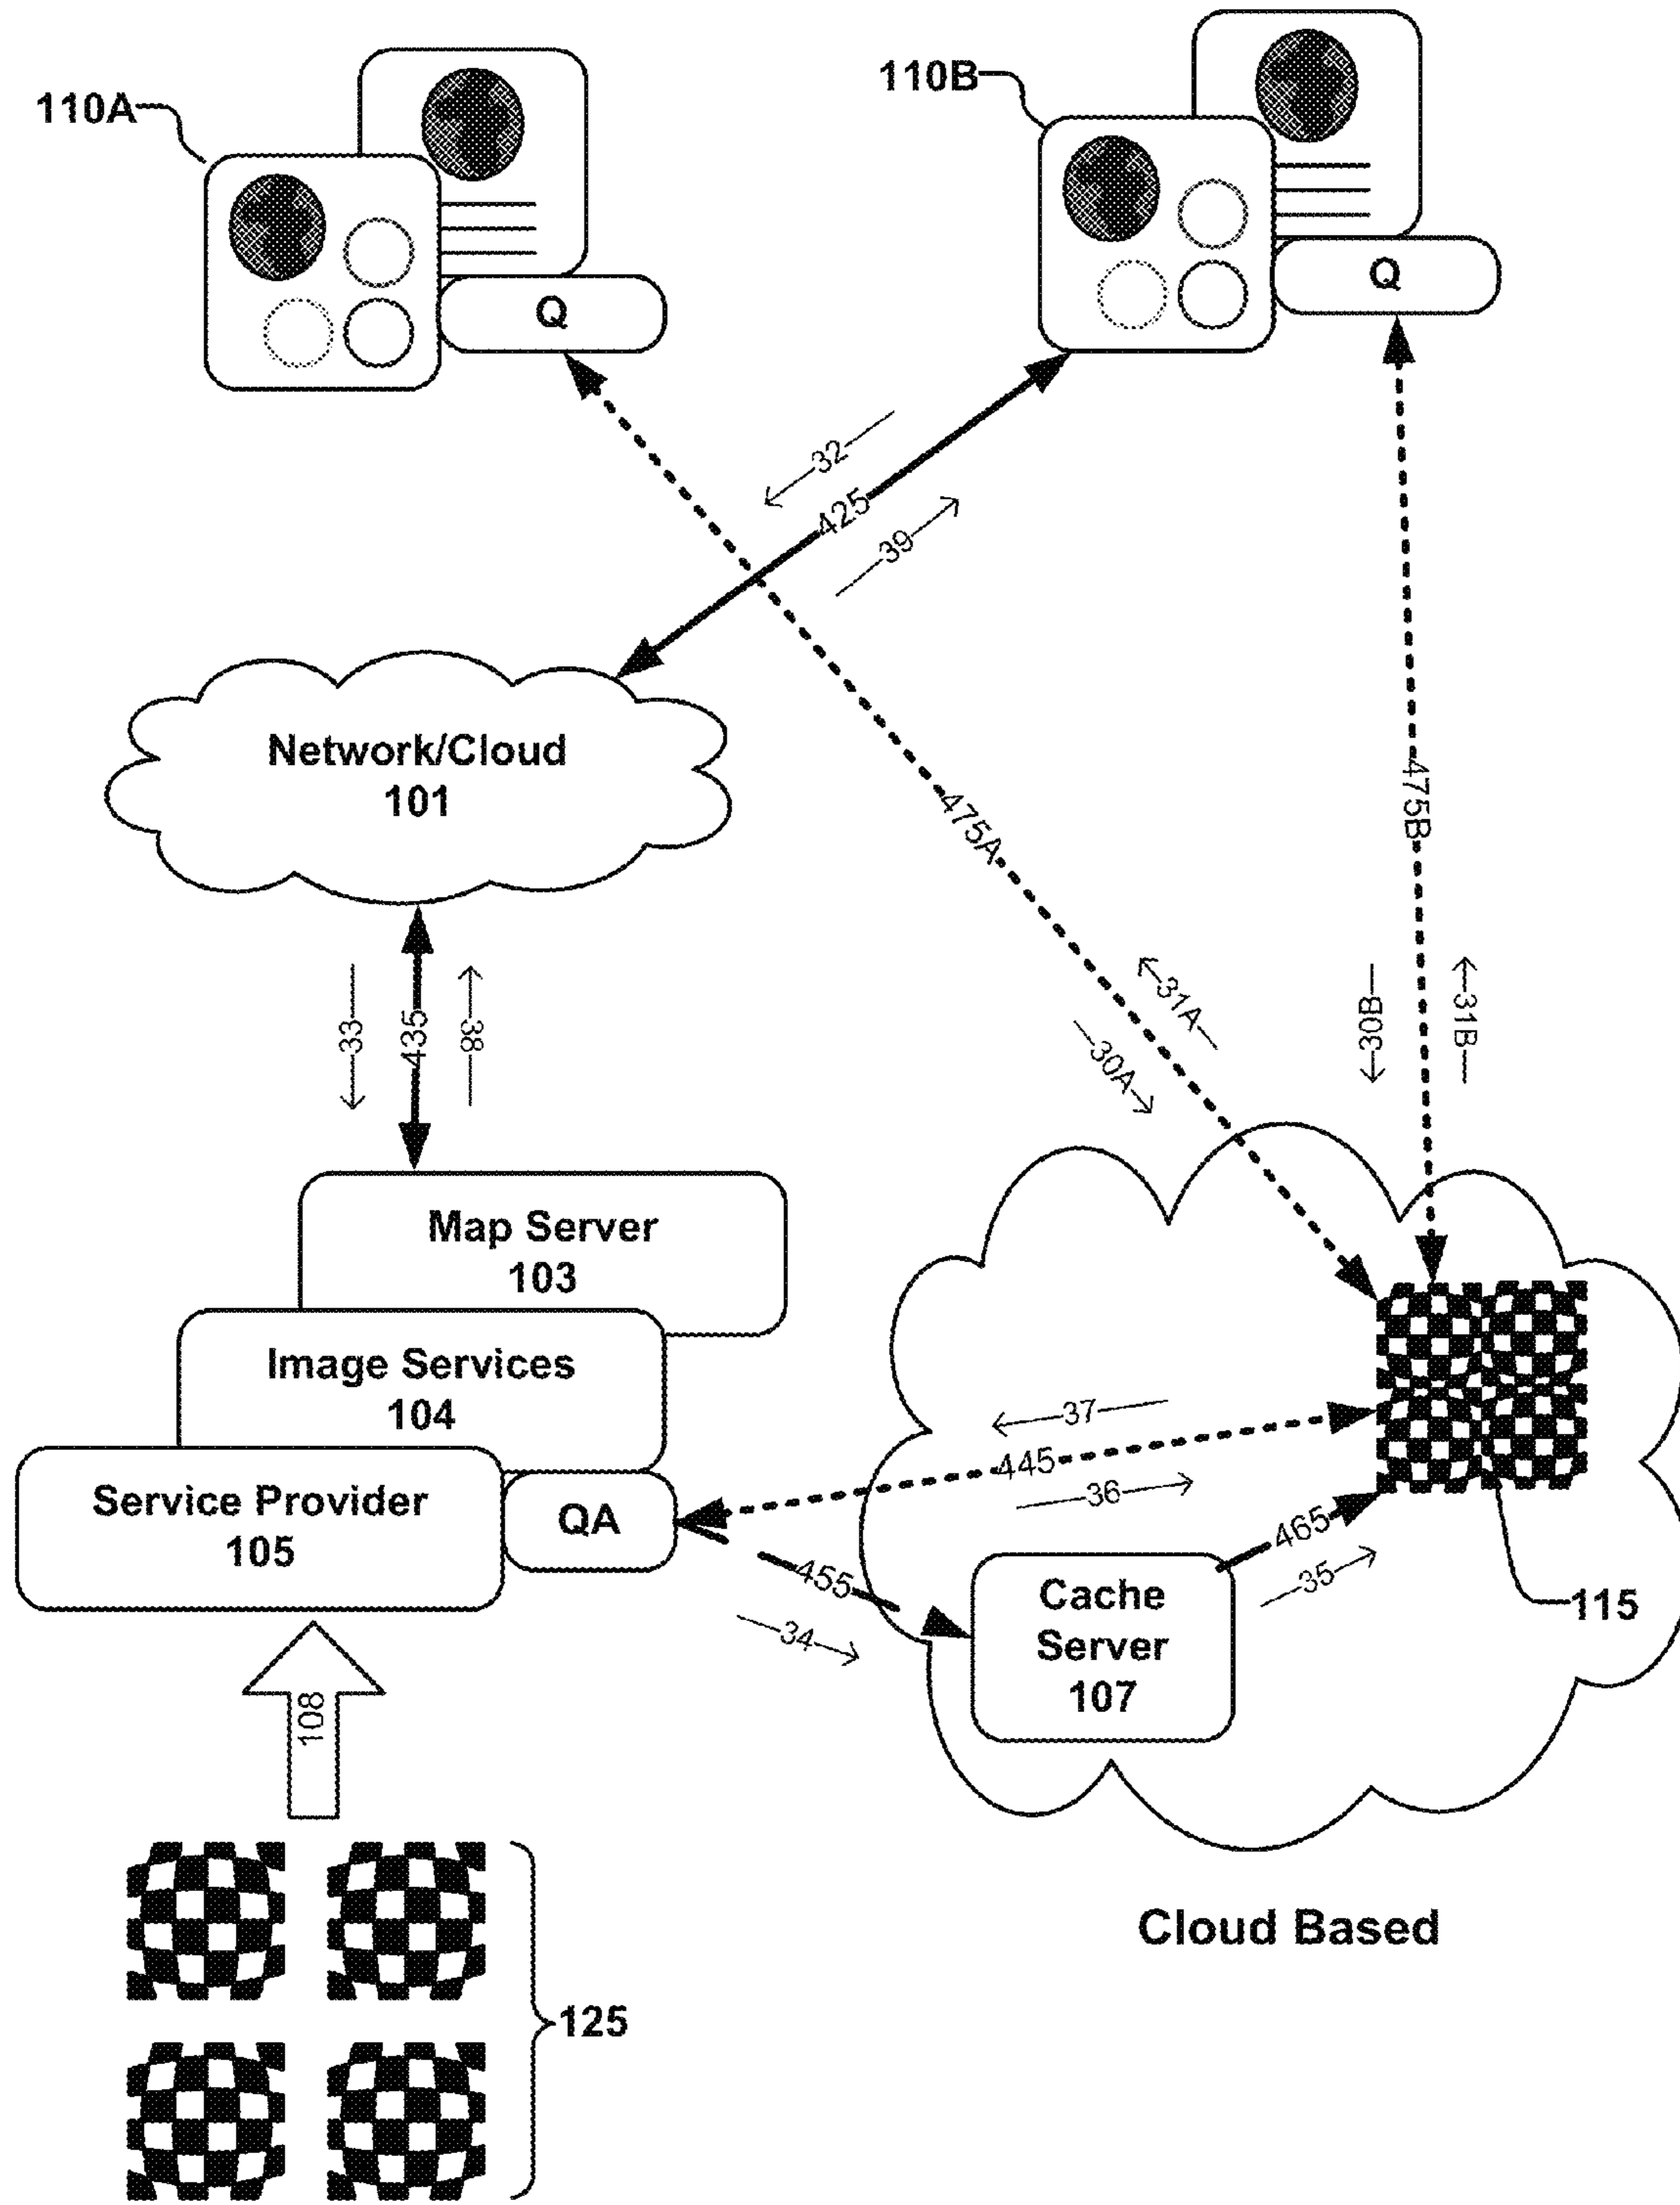 110A
110B
Q
Q
32
425
39
Network/Cloud
101
475A
475B
31A
30A
30B
31B
33
435
38
Map Server
103
Image Services
104
Service Provider
105
QA
37
445
36
465
35
455
34
Cache
Server
107
115
108
Cloud Based
125